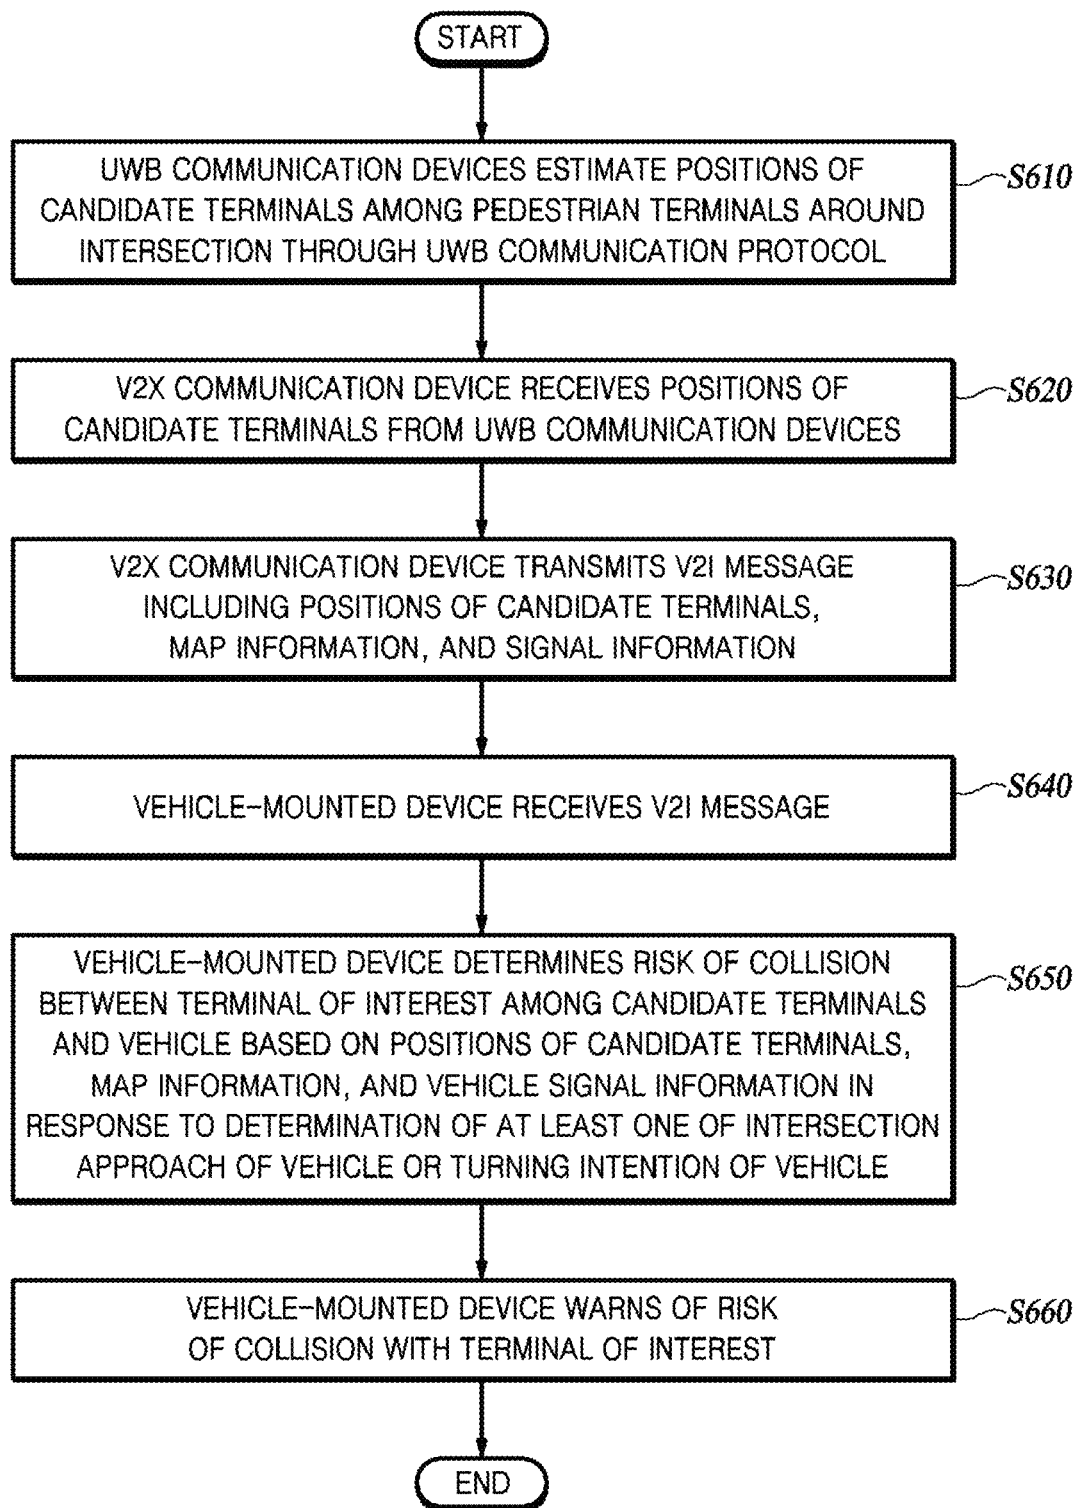 START
UWB COMMUNICATION DEVICES ESTIMATE POSITIONS OF
CANDIDATE TERMINALS AMONG PEDESTRIAN TERMINALS AROUND
INTERSECTION THROUGH UWB COMMUNICATION PROTOCOL
S610
V2X COMMUNICATION DEVICE RECEIVES POSITIONS OF
CANDIDATE TERMINALS FROM UWB COMMUNICATION DEVICES
S620
V2X COMMUNICATION DEVICE TRANSMITS V2I MESSAGE
INCLUDING POSITIONS OF CANDIDATE TERMINALS,
MAP INFORMATION, AND SIGNAL INFORMATION
S630
VEHICLE-MOUNTED DEVICE RECEIVES V2I MESSAGE
S640
VEHICLE-MOUNTED DEVICE DETERMINES RISK OF COLLISION
BETWEEN TERMINAL OF INTEREST AMONG CANDIDATE TERMINALS
AND VEHICLE BASED ON POSITIONS OF CANDIDATE TERMINALS,
MAP INFORMATION, AND VEHICLE SIGNAL INFORMATION IN
RESPONSE TO DETERMINATION OF AT LEAST ONE OF INTERSECTION
APPROACH OF VEHICLE OR TURNING INTENTION OF VEHICLE
S650
VEHICLE-MOUNTED DEVICE WARNS OF RISK
OF COLLISION WITH TERMINAL OF INTEREST
S660
END